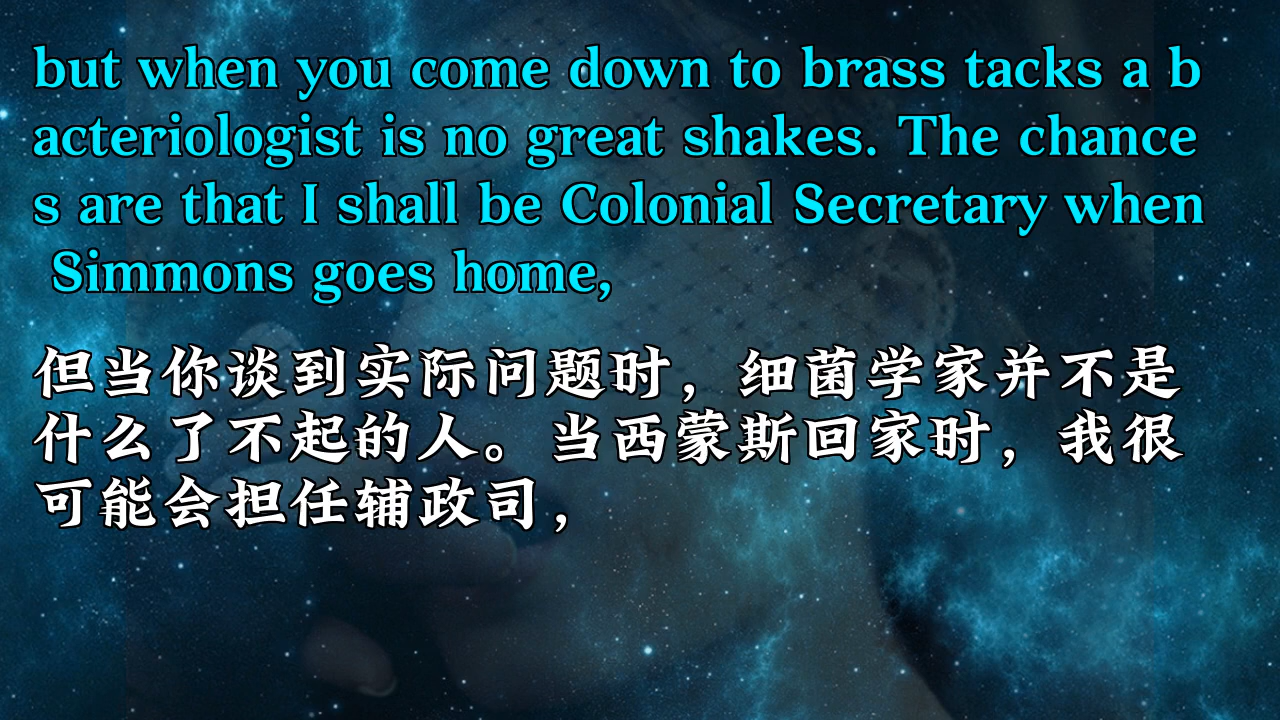 but when you come down to brass tacks a b
acteriologist is no great shakes. The chance
s are that I shall be Colonial Secretary when
Simmons goes home,
但当你谈到实际问题时，细菌学家并不是
什么了不起的人。当西蒙斯回家时，我很
可能会担任辅政司，